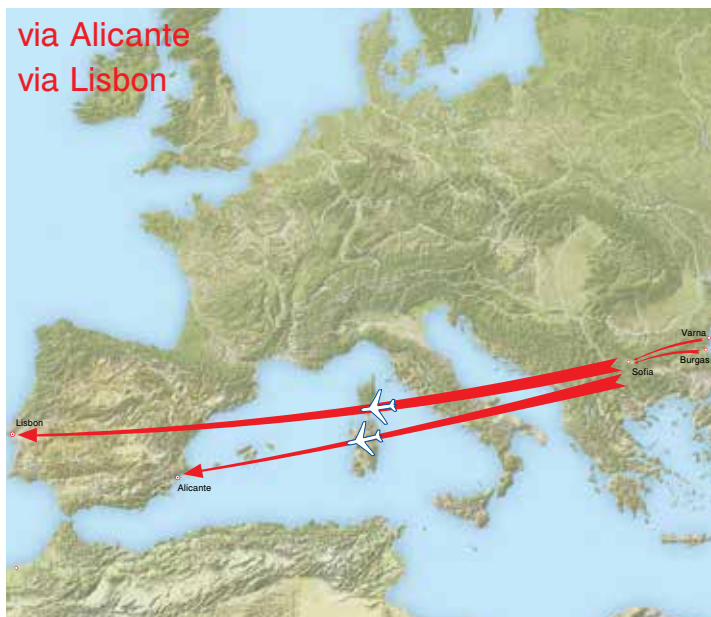 via Alicante
via Lisbon
Varna
Burgas
Sofia
Lisbon
Alicante